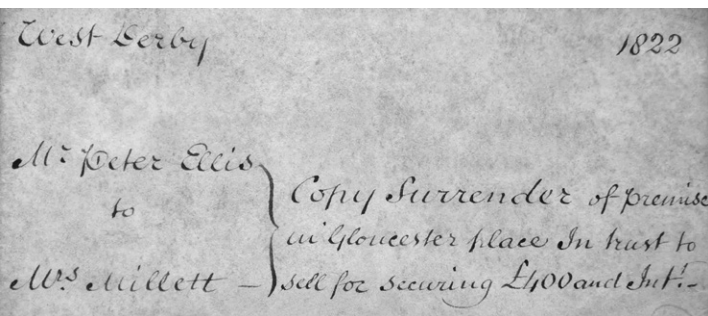 West Derby 1822
Mr. Peter Ellis
to
Mrs Millett —
Copy Surrender of premise
in Gloucester place In trust to
sell for securing £400 and Int! –